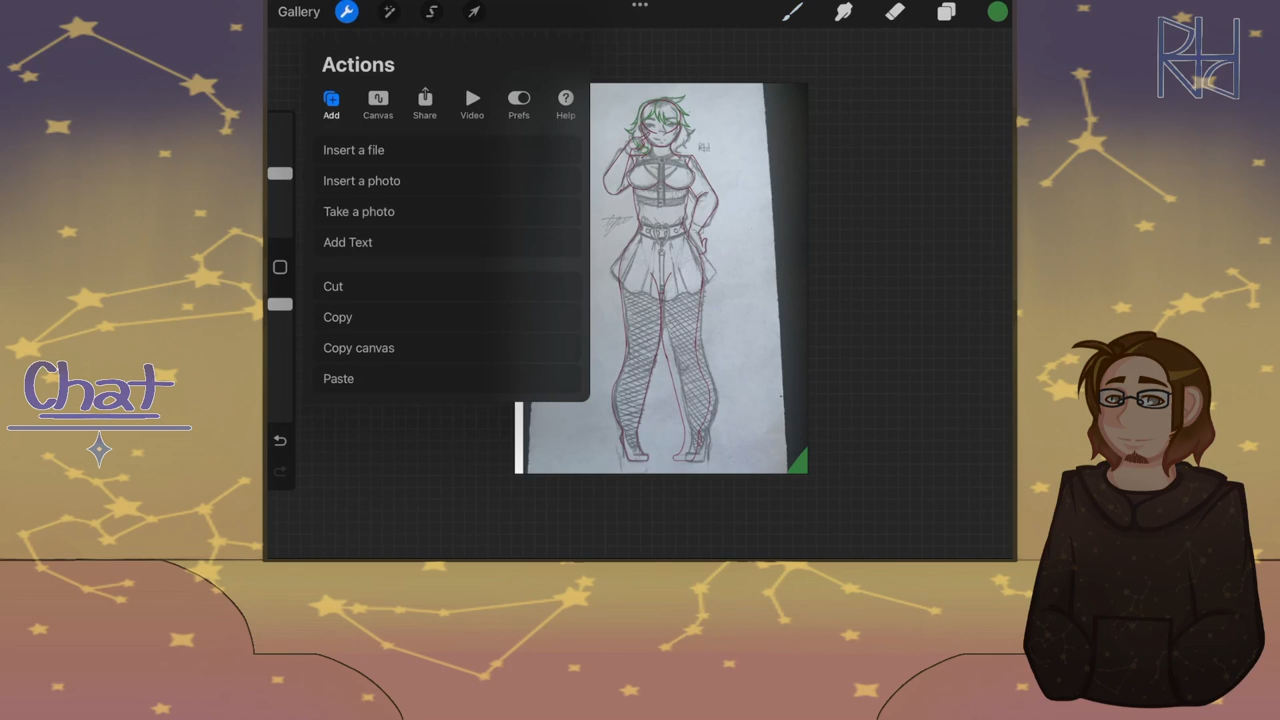 Gallery
Actions
Add
Canvas
Share
Video
Prefs
Help
Insert a file
Insert a photo
Take a photo
Add Text
Cut
Copy
Copy canvas
Paste
Chat